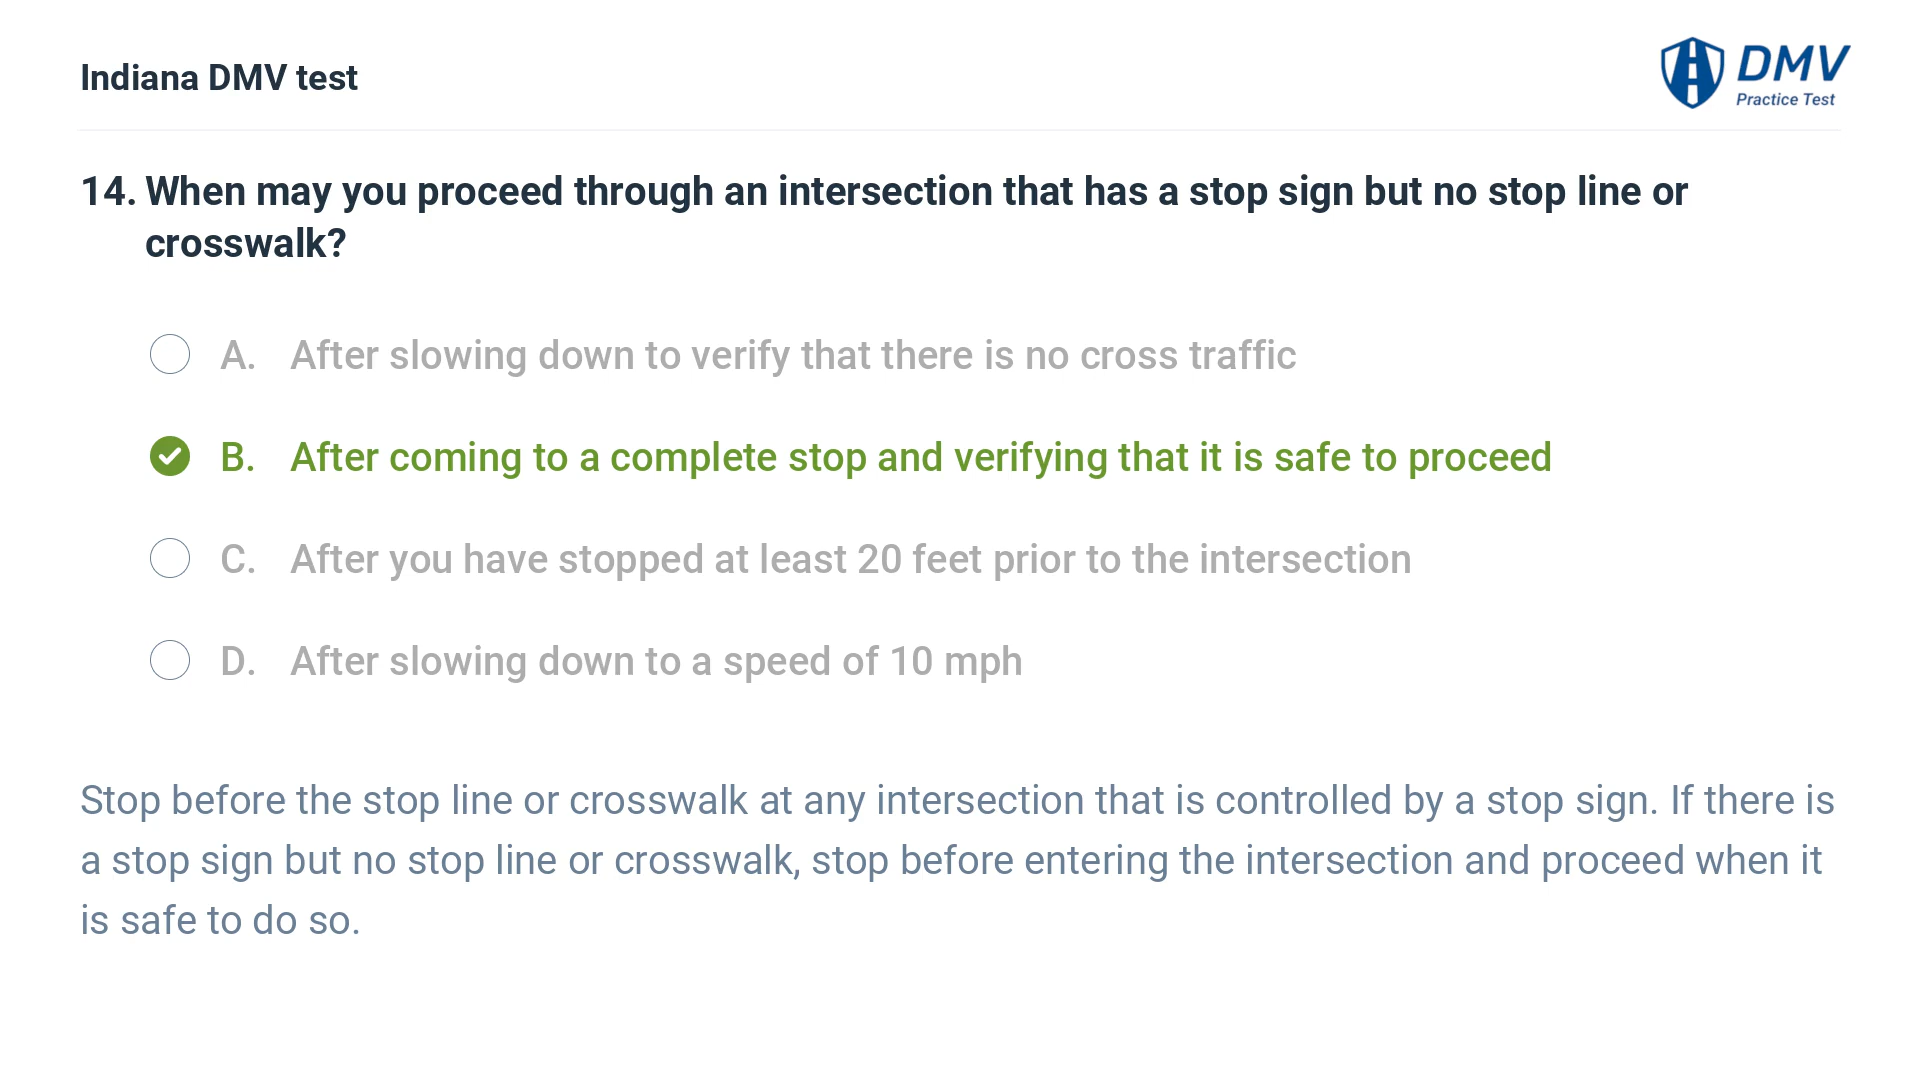 Indiana DMV test
DMV
Practice Test
14. When may you proceed through an intersection that has a stop sign but no stop line or
crosswalk?
A. After slowing down to verify that there is no cross traffic
B. After coming to a complete stop and verifying that it is safe to proceed
C. After you have stopped at least 20 feet prior to the intersection
D. After slowing down to a speed of 10 mph
Stop before the stop line or crosswalk at any intersection that is controlled by a stop sign. If there is
a stop sign but no stop line or crosswalk, stop before entering the intersection and proceed when it
is safe to do so.